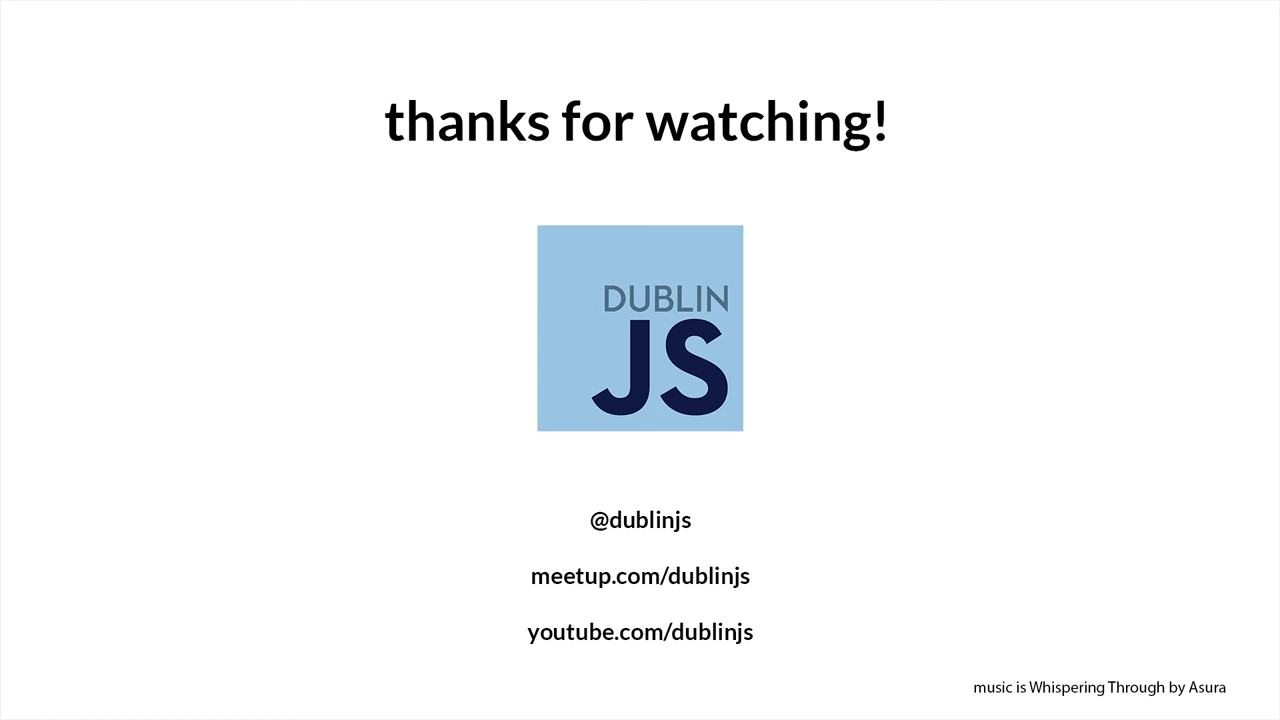 thanks for watching!
DUBLIN
JS
@dublinjs
meetup.com/dublinjs
youtube.com/dublinjs
music is Whispering Through by Asura